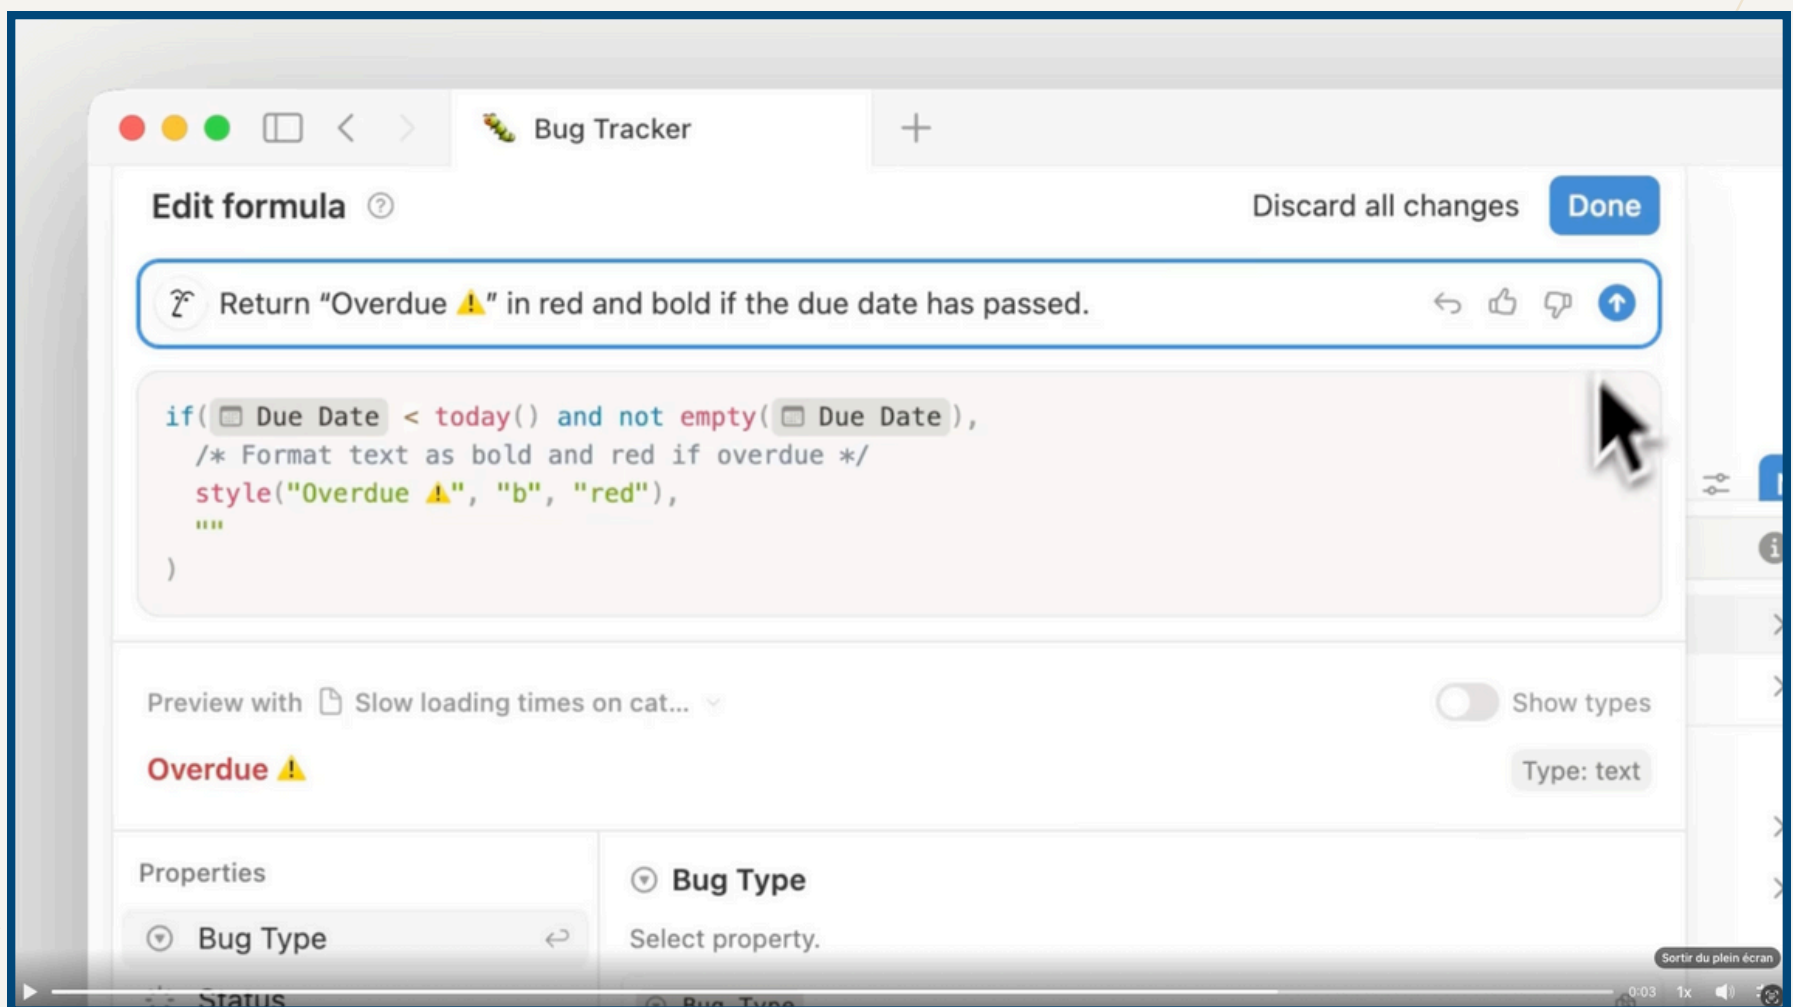 Bug Tracker
Edit formula
Discard all changes
Done
Return “Overdue ⚠️” in red and bold if the due date has passed.
if( Due Date < today() and not empty( Due Date ),
/* Format text as bold and red if overdue */
style("Overdue ⚠️", "b", "red"),
""
)
Preview with Slow loading times on cat...
Show types
Overdue ⚠️
Type: text
Properties
Bug Type
Bug Type
Select property.
Sortir du plein écran
Status
Bug Type
0:03 1x